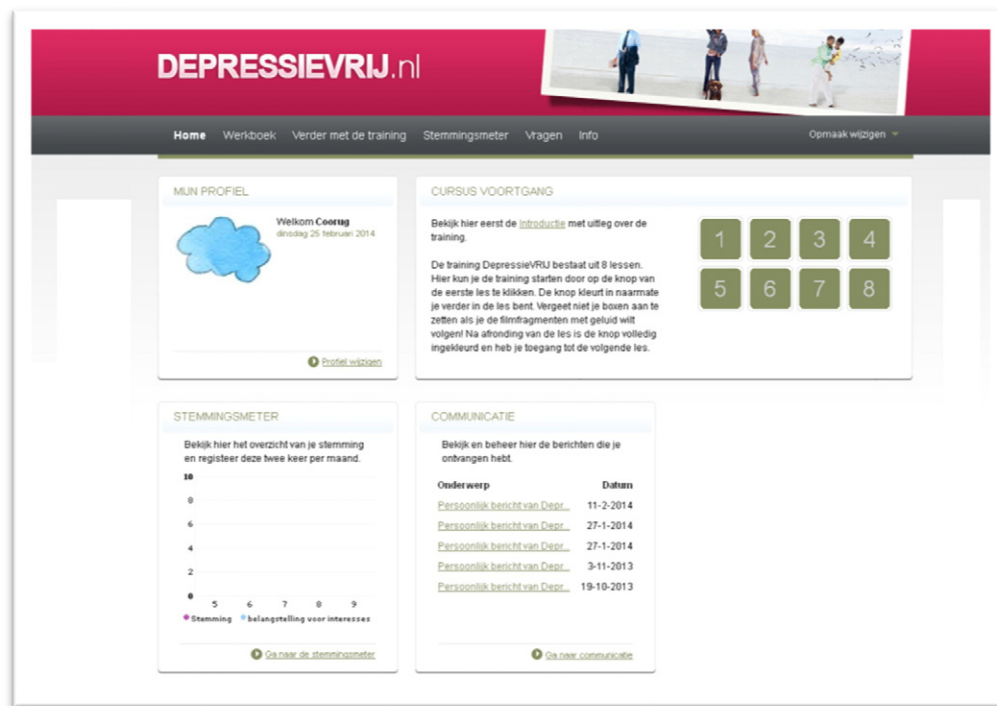 DEPRESSIEVRIJ.nl
Home Werkboek Verder met de training Stemmingsmeter Vragen Info Opmaak wijzigen
MIJN PROFIEL
Welkom Coorug
dinsdag 25 februari 2014
Profiel wijzigen
CURSUS VOORTGANG
Bekijk hier eerst de Introductie met uitleg over de
training.
De training DepressieVRIJ bestaat uit 8 lessen.
Hier kun je de training starten door op de knop van
de eerste les te klikken. De knop kleurt in naarmate
je verder in de les bent. Vergeet niet je boxen aan te
zetten als je de filmfragmenten met geluid wilt
volgen! Na afronding van de les is de knop volledig
ingekleurd en heb je toegang tot de volgende les.
1 2 3 4
5 6 7 8
STEMMINGSMETER
Bekijk hier het overzicht van je stemming
en registeer deze twee keer per maand.
10
8
6
4
2
0
5 6 7 8 9
Stemming belangstelling voor interesses
Ga naar de stemmingsmeter
COMMUNICATIE
Bekijk en beheer hier de berichten die je
ontvangen hebt.
Onderwerp Datum
Persoonlijk bericht van Depr... 11-2-2014
Persoonlijk bericht van Depr... 27-1-2014
Persoonlijk bericht van Depr... 27-1-2014
Persoonlijk bericht van Depr... 3-11-2013
Persoonlijk bericht van Depr... 19-10-2013
Ga naar communicatie